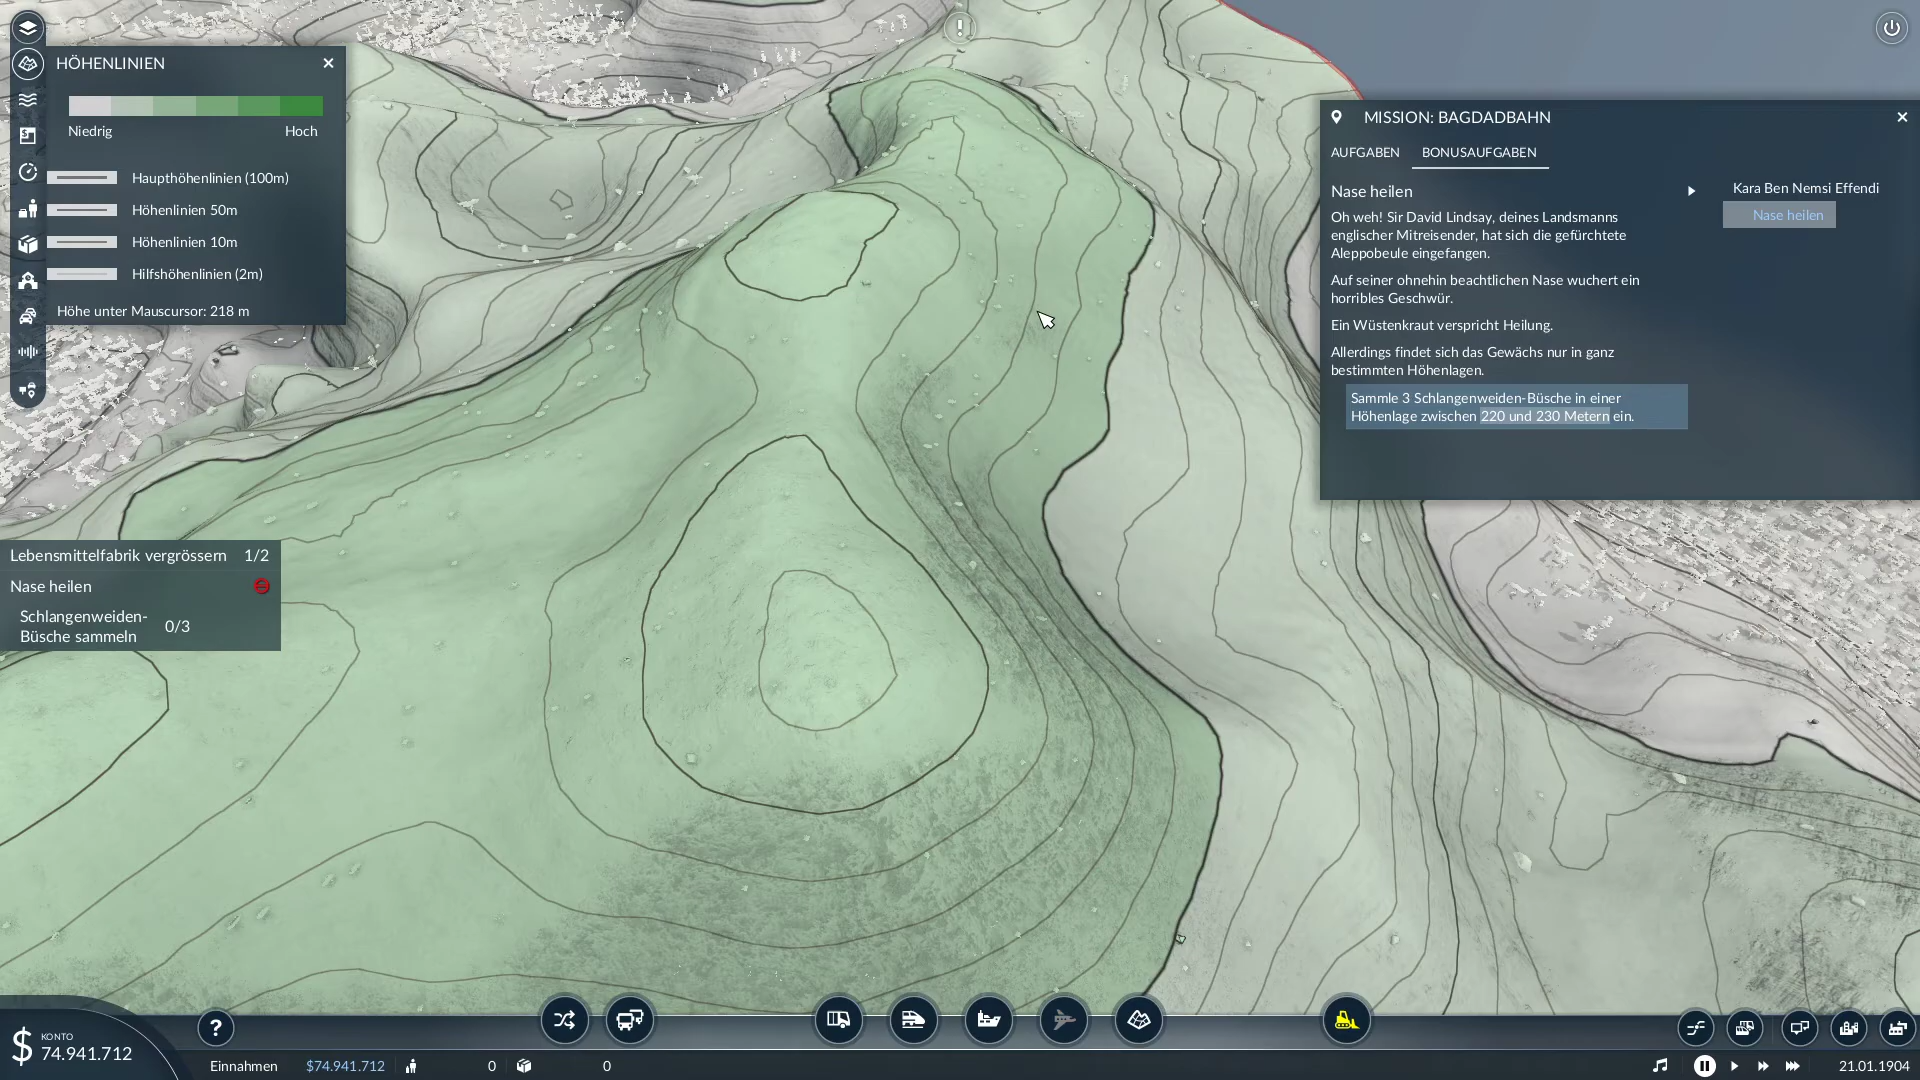 HÖHENLINIEN
Niedrig
Hoch
Haupthöhenlinien (100m)
Höhenlinien 50m
Höhenlinien 10m
Hilfshöhenlinien (2m)
Höhe unter Mauscursor: 218 m
MISSION: BAGDADBAHN
AUFGABEN
BONUSAUFGABEN
Nase heilen
Oh weh! Sir David Lindsay, deines Landsmanns
englischer Mitreisender, hat sich die gefürchtete
Aleppobeule eingefangen.
Auf seiner ohnehin beachtlichen Nase wuchert ein
horribles Geschwür.
Ein Wüstenkraut verspricht Heilung.
Allerdings findet sich das Gewächs nur in ganz
bestimmten Höhenlagen.
Sammle 3 Schlangenweiden-Büsche in einer
Höhenlage zwischen 220 und 230 Metern ein.
Kara Ben Nemsi Effendi
Nase heilen
Lebensmittelfabrik vergrössern 1/2
Nase heilen
Schlangenweiden-
Büsche sammeln 0/3
?
$
KONTO
74.941.712
Einnahmen $74.941.712
0
0
21.01.1904